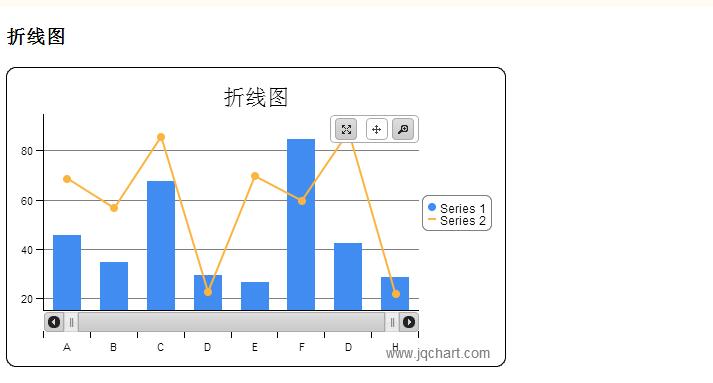 折线图
折线图
80
60
40
20
Series 1
Series 2
A B C D E F D H
www.jqchart.com